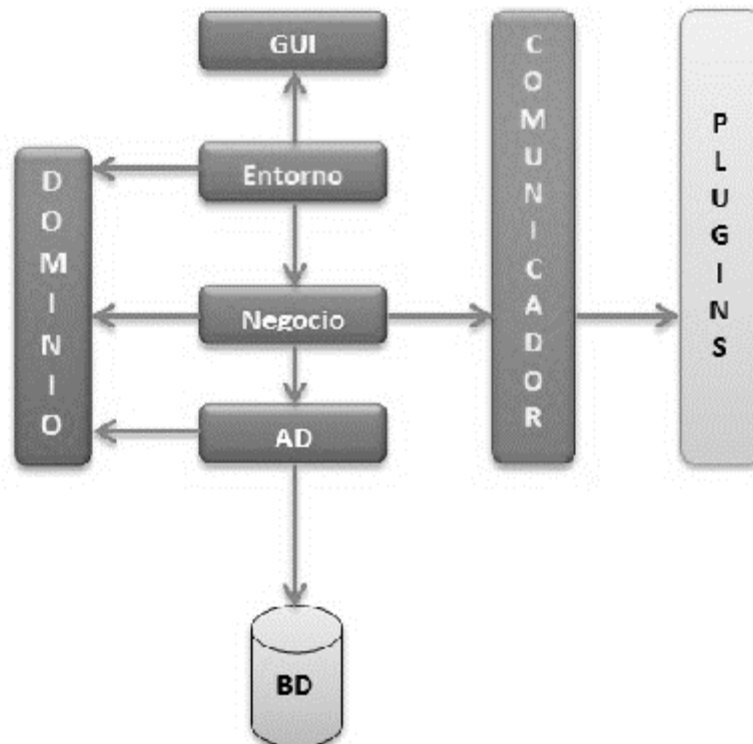 GUI
Entorno
Negocio
AD
BD
DOMINIO
COMUNICADOR
PLUGINS